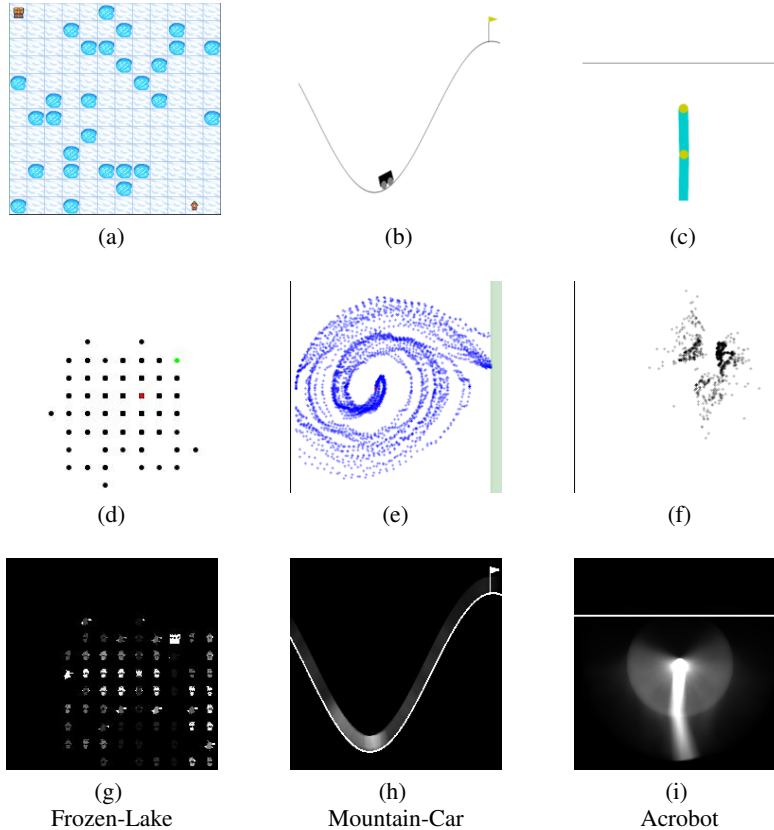 (a)
(b)
(c)
(d)
(e)
(f)
(g)
(h)
(i)
Frozen-Lake
Mountain-Car
Acrobot